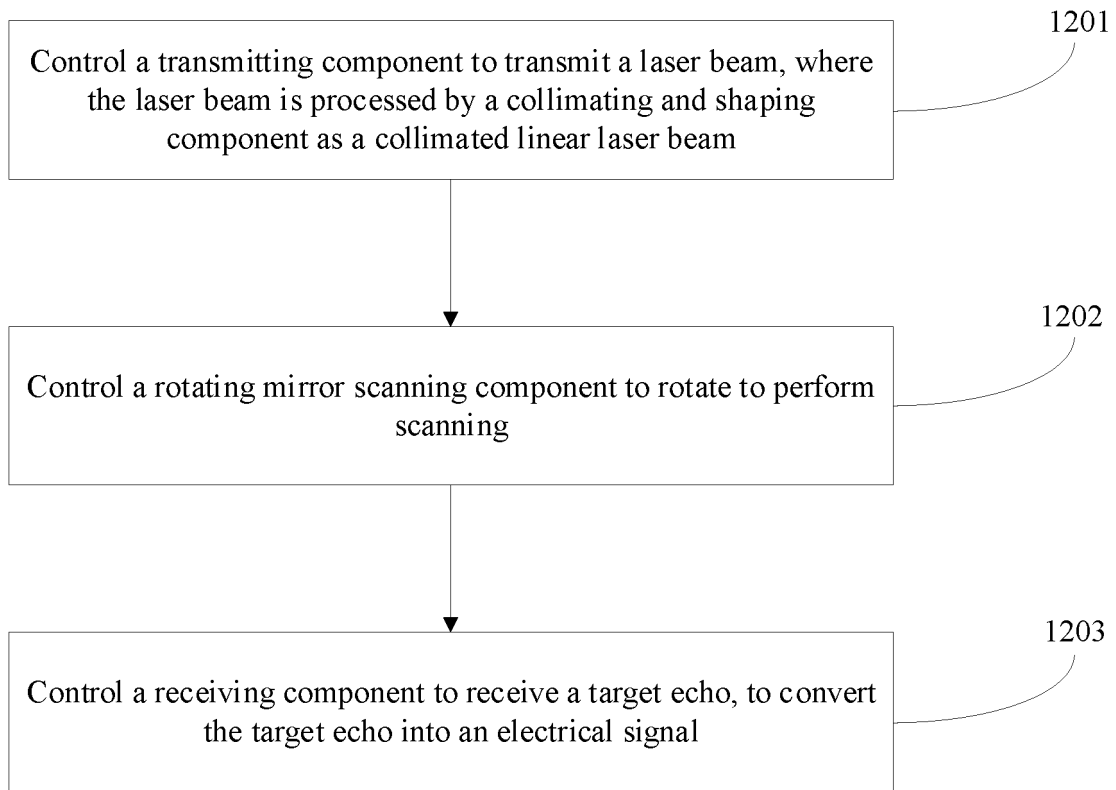 1201
Control a transmitting component to transmit a laser beam, where
the laser beam is processed by a collimating and shaping
component as a collimated linear laser beam
1202
Control a rotating mirror scanning component to rotate to perform
scanning
1203
Control a receiving component to receive a target echo, to convert
the target echo into an electrical signal